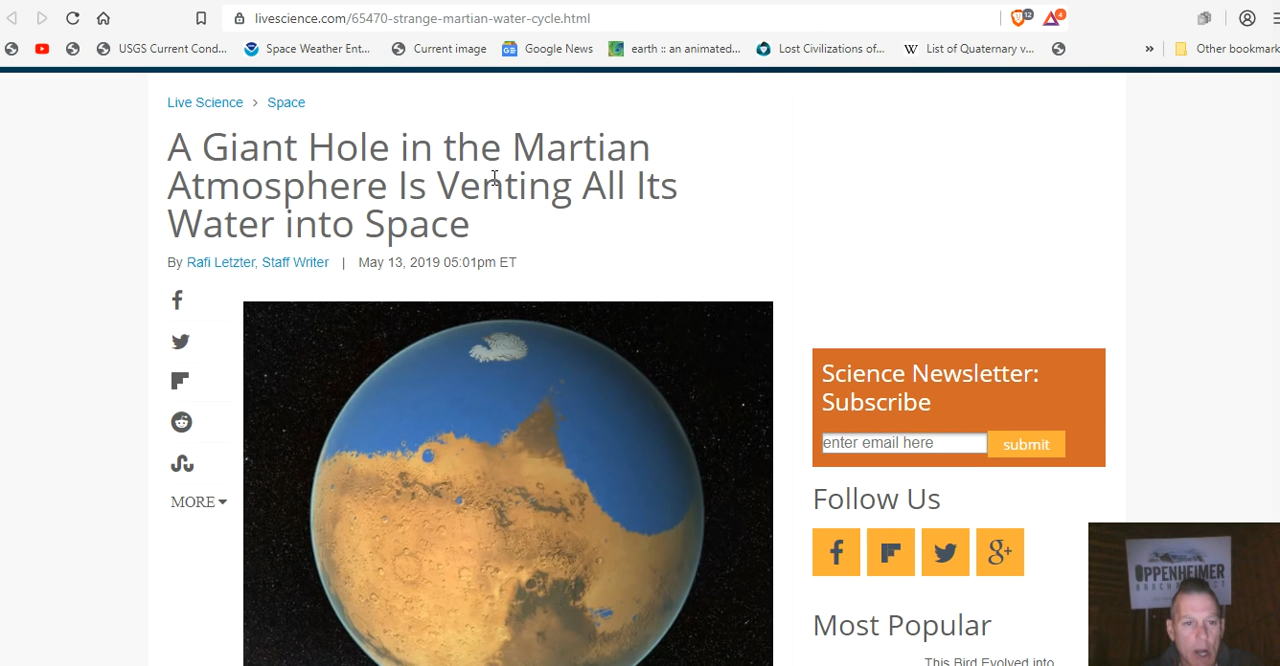 livescience.com/65470-strange-martian-water-cycle.html
12
4
USGS Current Cond...
Space Weather Ent...
Current image
Google News
earth :: an animated...
Lost Civilizations of...
W
List of Quaternary v...
»
Other bookmark
Live Science > Space
A Giant Hole in the Martian
Atmosphere Is Venting All Its
Water into Space
By Rafi Letzter, Staff Writer | May 13, 2019 05:01pm ET
MORE
Science Newsletter:
Subscribe
enter email here
submit
Follow Us
g+
Most Popular
This Bird Evolved into
OPPENHEIMER